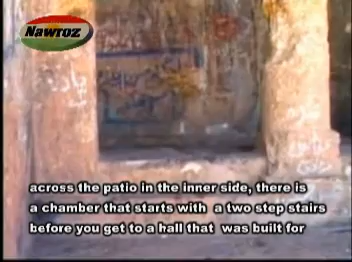 Nawroz
across the patio in the inner side, there is
a chamber that starts with a two step stairs
before you get to a hall that was built for